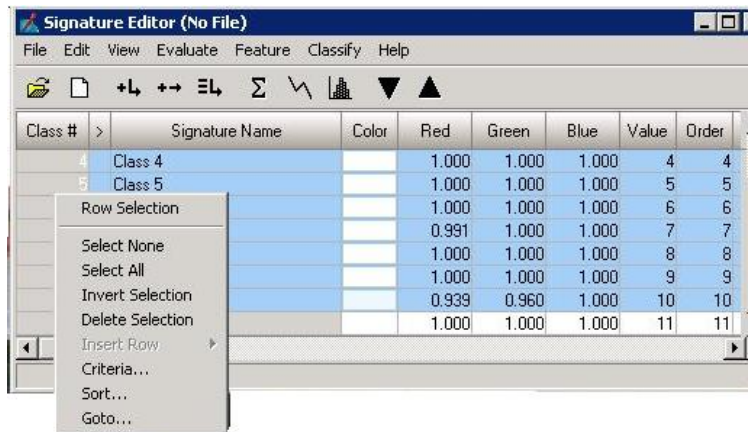 Signature Editor (No File)
File Edit View Evaluate Feature Classify Help
Σ
Class # > Signature Name Color Red Green Blue Value Order
4 Class 4 1.000 1.000 1.000 4 4
5 Class 5 1.000 1.000 1.000 5 5
1.000 1.000 1.000 6 6
0.991 1.000 1.000 7 7
1.000 1.000 1.000 8 8
1.000 1.000 1.000 9 9
0.939 0.960 1.000 10 10
1.000 1.000 1.000 11 11
Row Selection
Select None
Select All
Invert Selection
Delete Selection
Insert Row
Criteria...
Sort...
Goto...